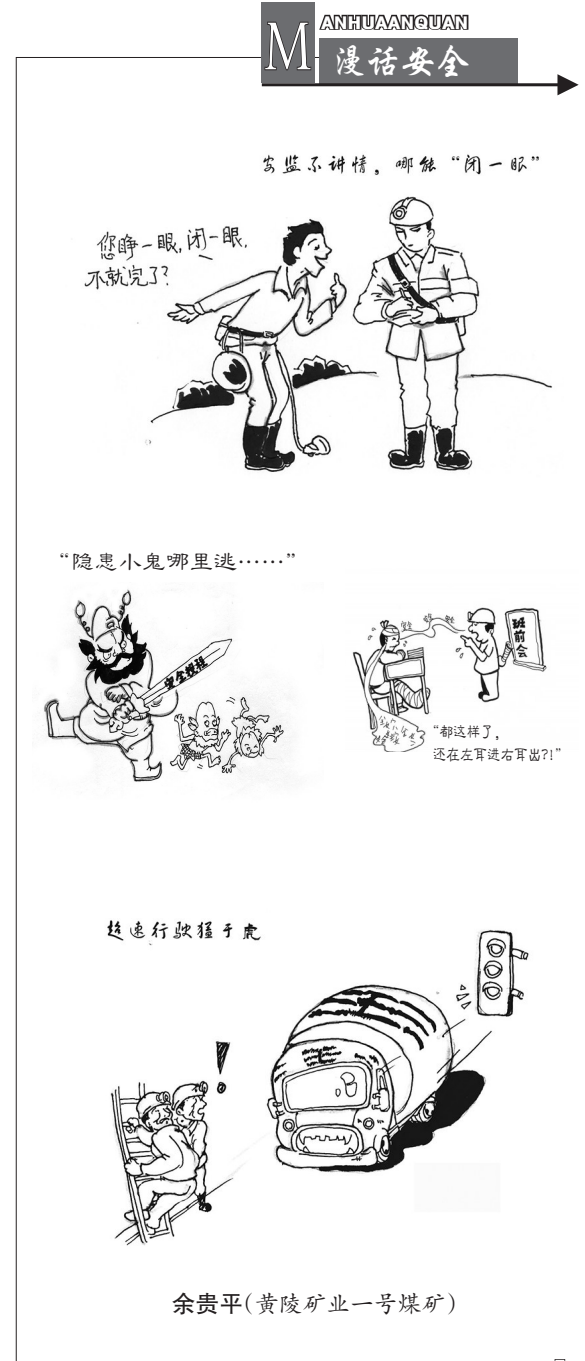 M
ANHUAANQUAN
漫话安全
安监不讲情，哪能“闭一眼”
您睁一眼，闭一眼，
不就完了？
“隐患小鬼哪里逃……”
安全规程
班前会
“都这样了，
还在左耳进右耳出？！”
超速行驶猛于虎
余贵平（黄陵矿业一号煤矿）